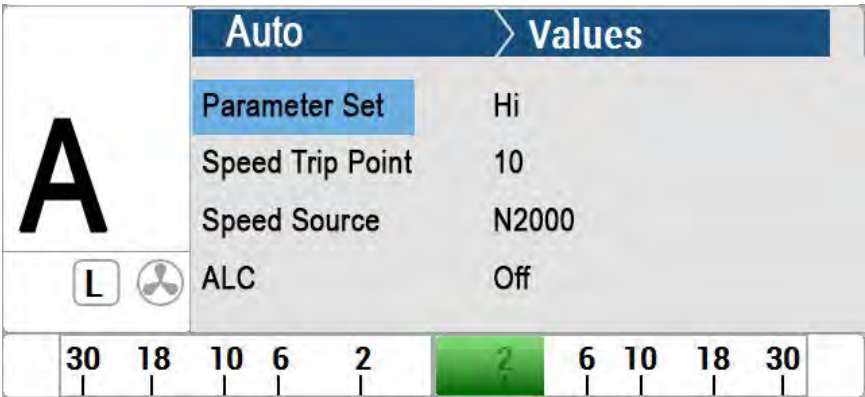 Auto Values
A
Parameter Set Hi
Speed Trip Point 10
Speed Source N2000
L
ALC Off
30 18 10 6 2 2 6 10 18 30